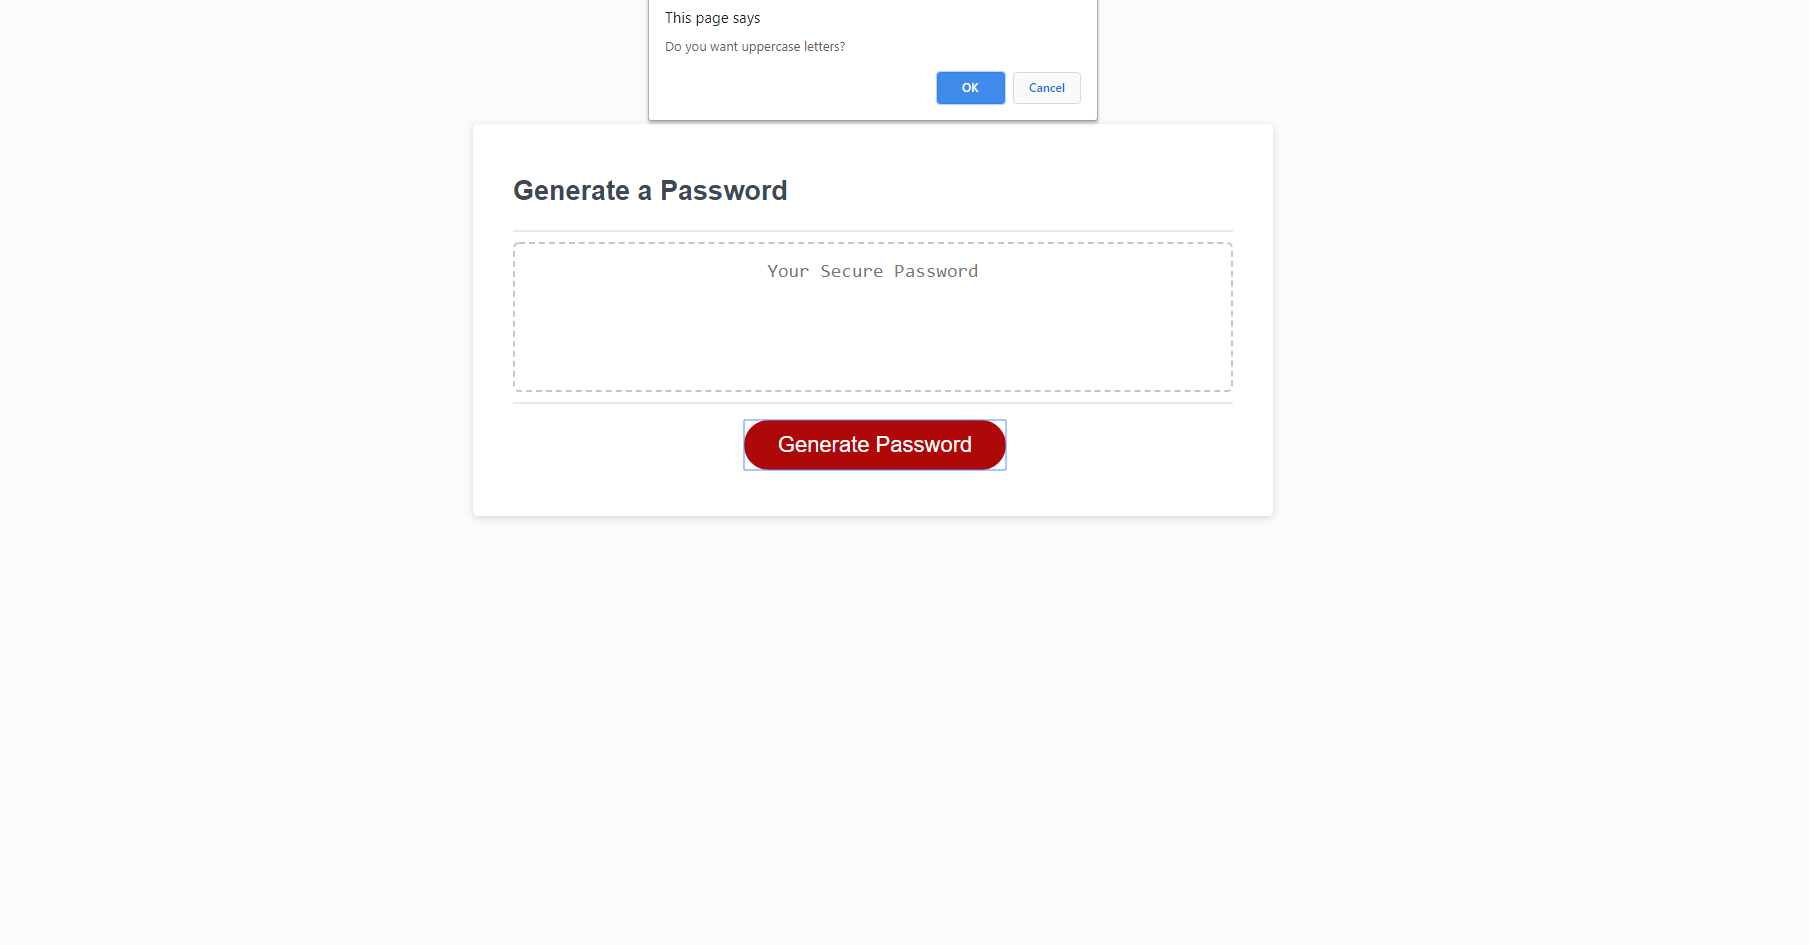 This page says
Do you want uppercase letters?
OK Cancel
Generate a Password
Your Secure Password
Generate Password